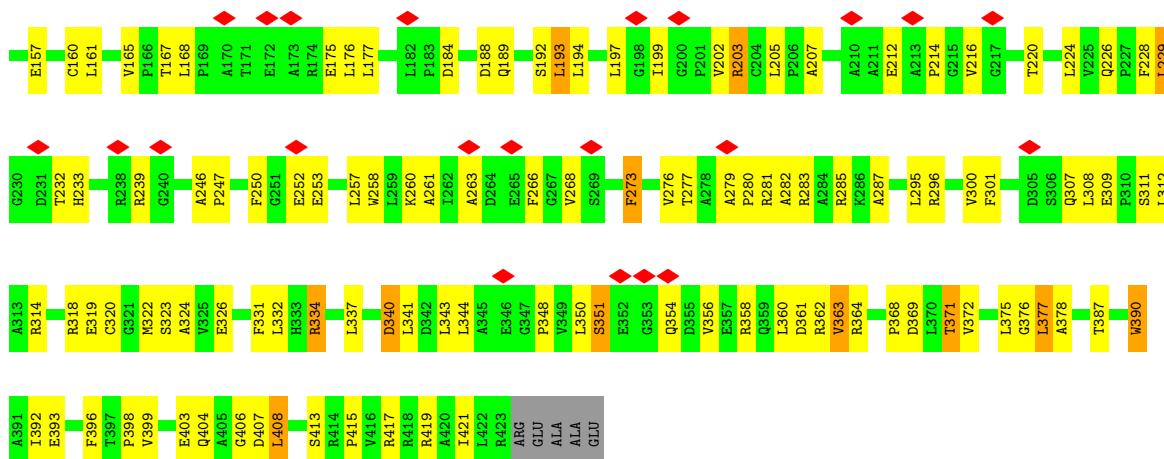 E157 C160 L161 V165 P166 T167 L168 P169 A170 T171 E172 A173 R174 E175 L176 L177 L182 P183 D184 D188 Q189 S192 L193 L194 L197 G198 I199 G200 P201 V202 R203 C204 L205 P206 A207 A210 A211 E212 A213 P214 G215 V216 G217 T220 L224 V225 Q226 P227 F228 L229
G230 D231 T232 H233 R238 R239 G240 A246 P247 F250 G251 E252 E253 L257 W258 L259 K260 A261 I262 A263 D264 E265 F266 G267 V268 S269 F273 V276 T277 A278 A279 P280 R281 A282 R283 A284 R285 K286 A287 L295 R296 V300 F301 D305 S306 Q307 L308 E309 P310 S311 L312
A313 R314 R318 E319 C320 G321 M322 S323 A324 V325 E326 F331 L332 H333 R334 L337 D340 L341 D342 L343 L344 A345 E346 G347 P348 V349 L350 S351 E352 G353 Q354 D355 V356 E357 R358 Q359 L360 D361 R362 V363 R364 P368 D369 L370 T371 V372 L375 G376 L377 A378 T387 W390
A391 I392 E393 F396 T397 P398 V399 E403 Q404 A405 G406 D407 L408 S413 R414 P415 V416 R417 R418 R419 A420 I421 L422 R423 ARG GLU ALA ALA GLU